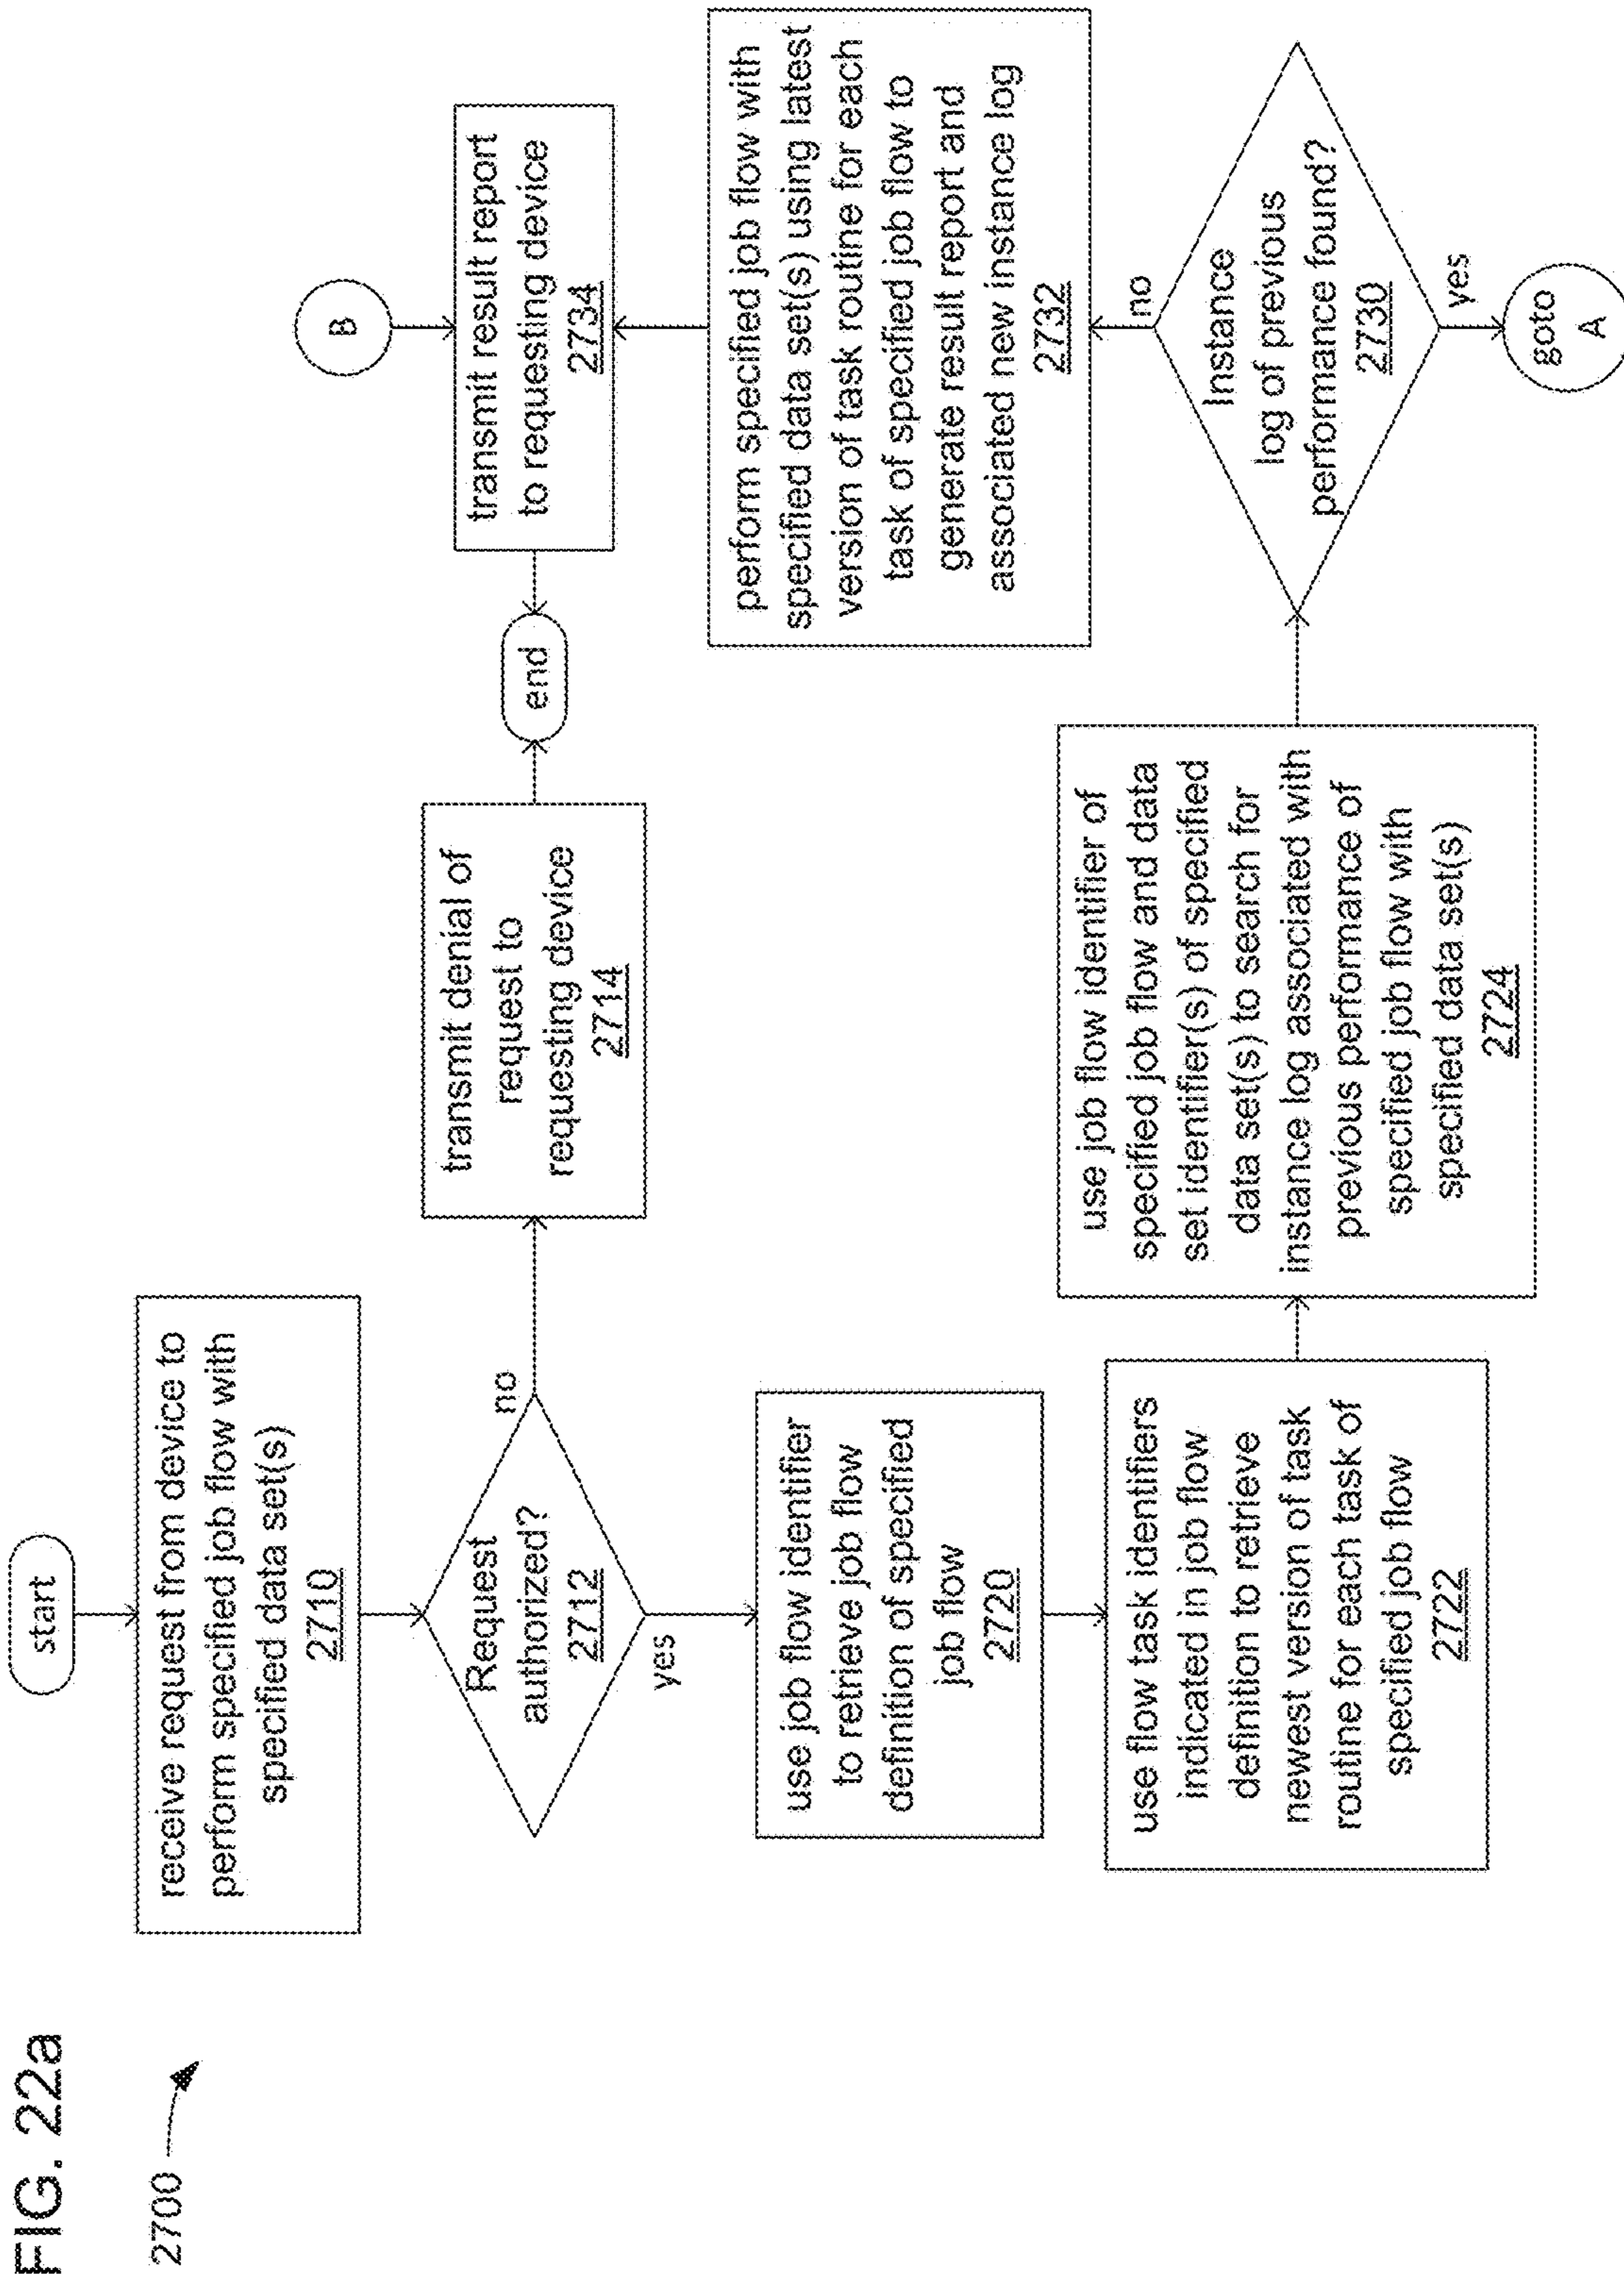 FIG. 22a
2700
start
receive request from device to
perform specified job flow with
specified data set(s)
2710
Request
authorized?
2712
no
yes
transmit denial of
request to
requesting device
2714
end
use job flow identifier
to retrieve job flow
definition of specified
job flow
2720
use flow task identifiers
indicated in job flow
definition to retrieve
newest version of task
routine for each task of
specified job flow
2722
use job flow identifier of
specified job flow and data
set identifier(s) of specified
data set(s) to search for
instance log associated with
previous performance of
specified job flow with
specified data set(s)
2724
B
transmit result report
to requesting device
2734
perform specified job flow with
specified data set(s) using latest
version of task routine for each
task of specified job flow to
generate result report and
associated new instance log
2732
no
Instance
log of previous
performance found?
2730
yes
goto
A